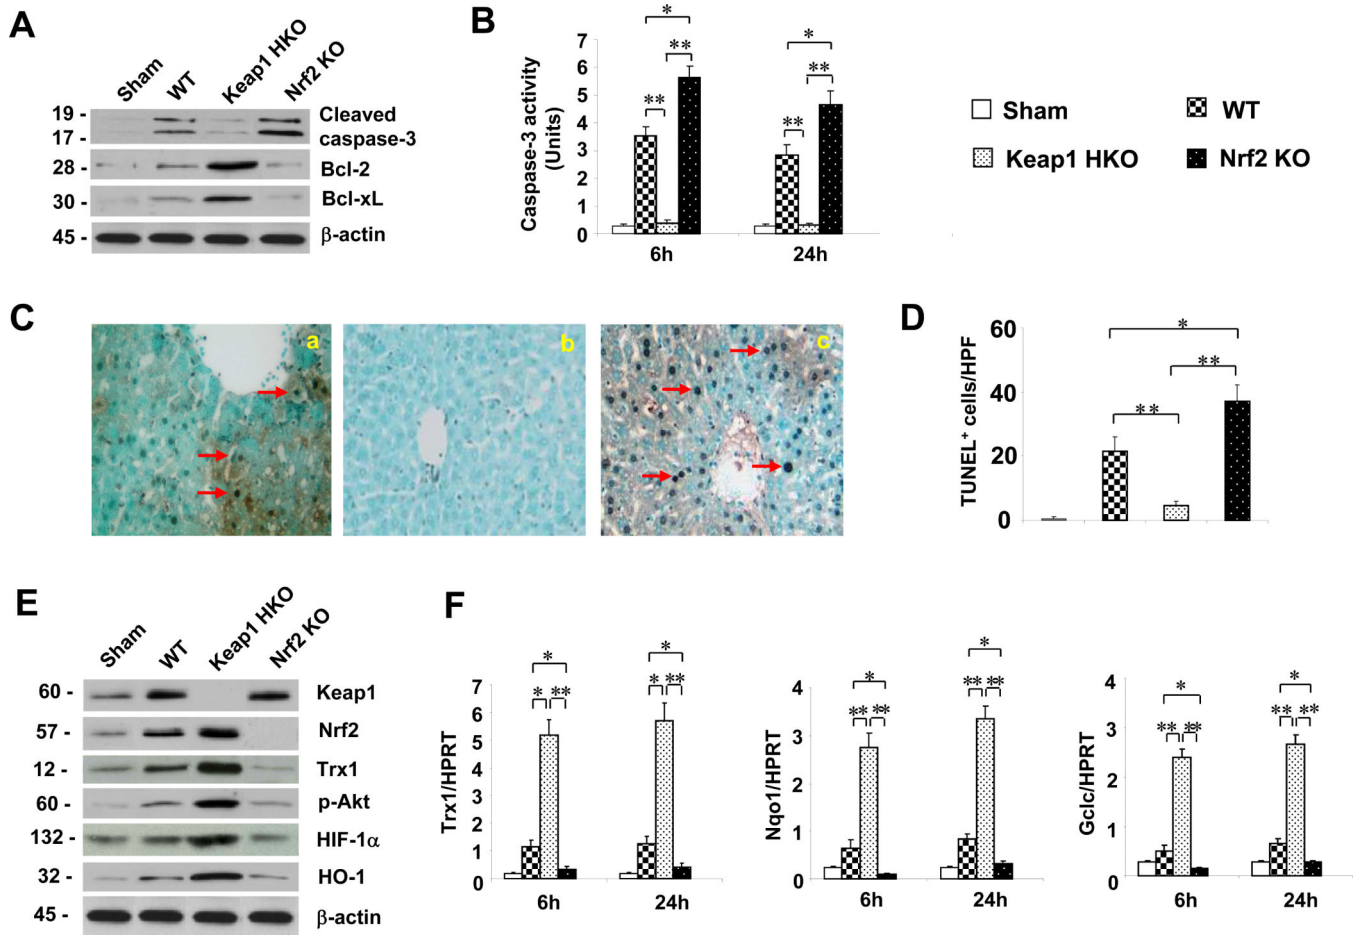 A
Sham
WT
Keap1 HKO
Nrf2 KO
19 -
17 -
Cleaved
caspase-3
28 -
Bcl-2
30 -
Bcl-xL
45 -
β-actin
B
Caspase-3 activity
(Units)
7
6
5
4
3
2
1
0
*
**
**
*
**
**
6h
24h
Sham
WT
Keap1 HKO
Nrf2 KO
C
a
b
c
D
TUNEL⁺ cells/HPF
60
40
20
0
*
**
**
E
Sham
WT
Keap1 HKO
Nrf2 KO
60 -
Keap1
57 -
Nrf2
12 -
Trx1
60 -
p-Akt
132 -
HIF-1α
32 -
HO-1
45 -
β-actin
F
Trx1/HPRT
7
6
5
4
3
2
1
0
*
* **
*
* **
6h
24h
Nqo1/HPRT
4
3
2
1
0
*
** **
*
** **
6h
24h
Gclc/HPRT
4
3
2
1
0
*
** **
*
** **
6h
24h